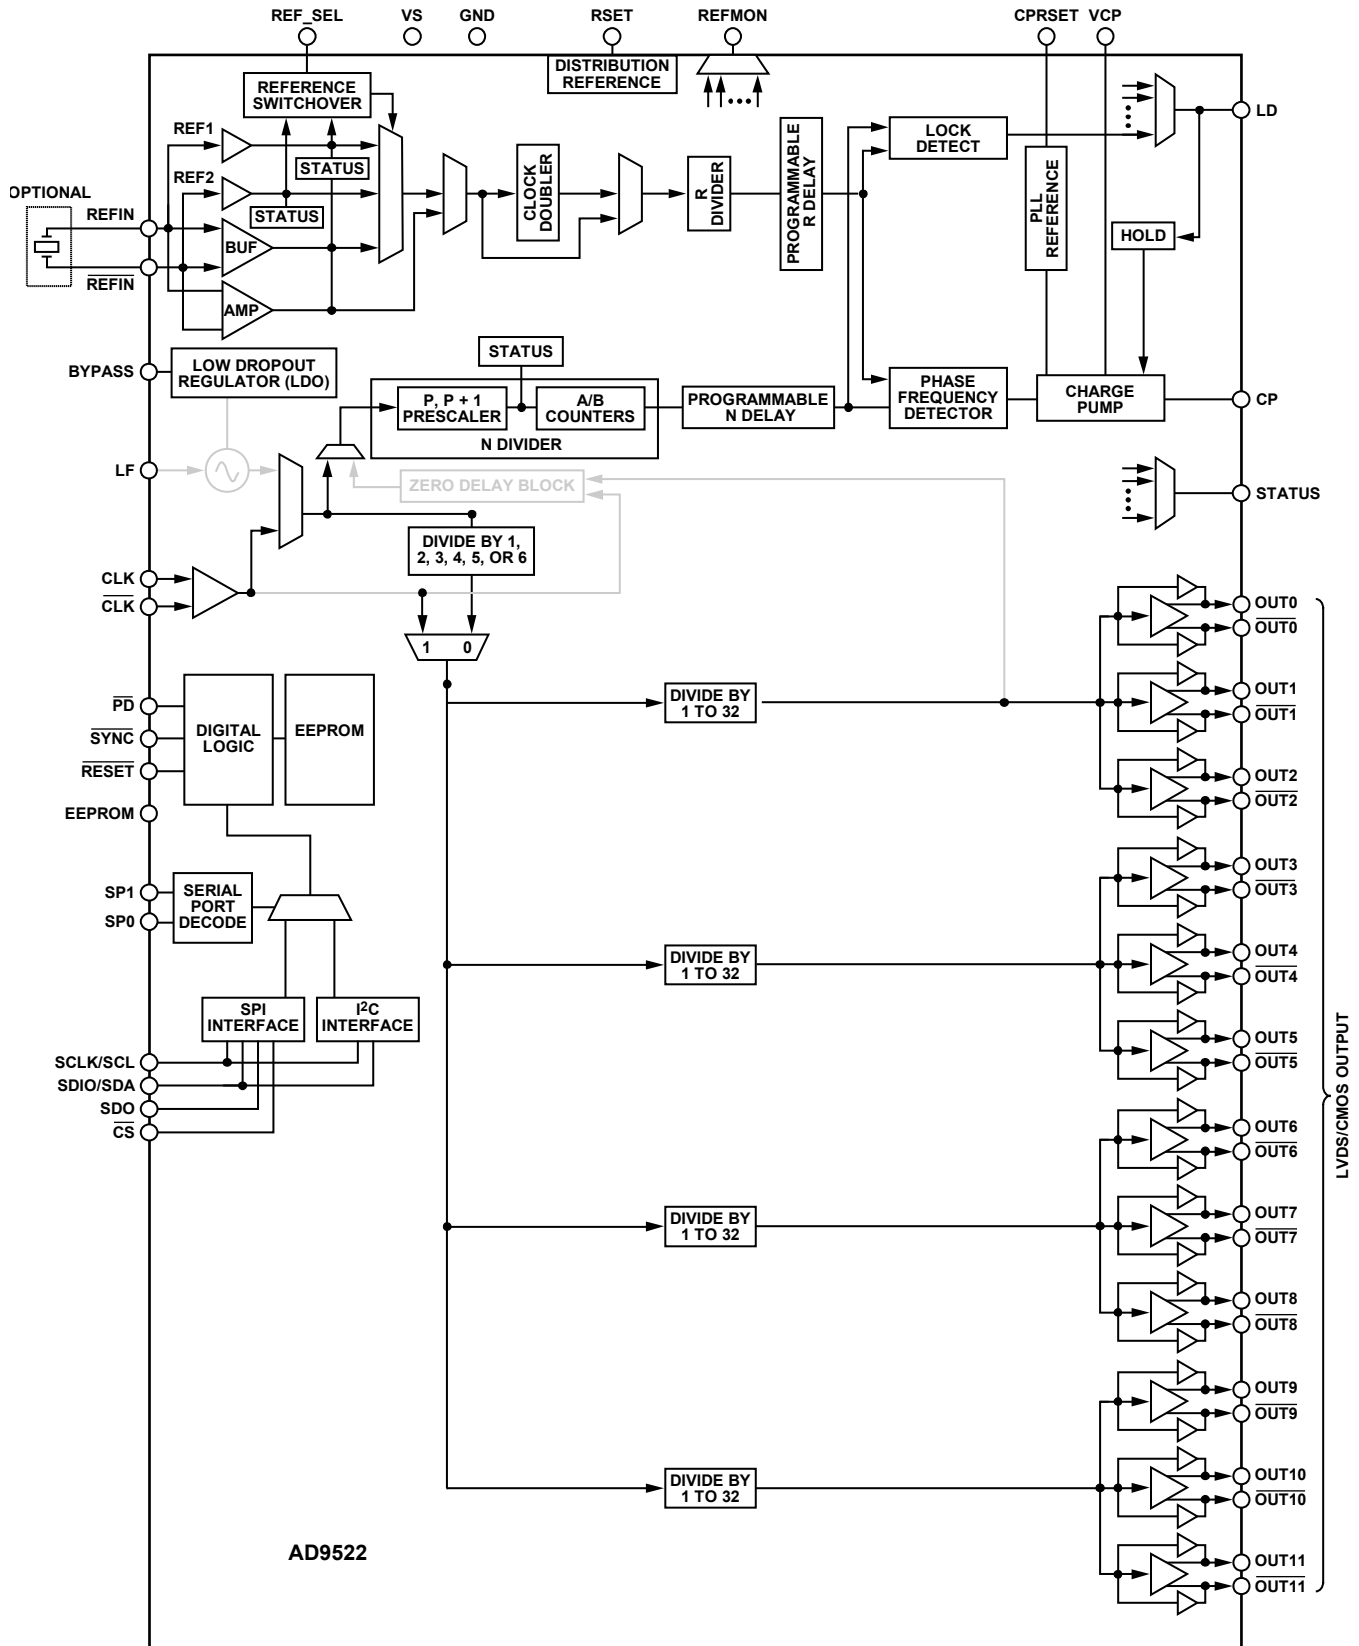 REF_SEL VS GND RSET REFMON CPRSET VCP
DISTRIBUTION
REFERENCE
REFERENCE
SWITCHOVER
LD
REF1
STATUS
REF2
STATUS
LOCK
DETECT
PROGRAMMABLE
R DELAY
CLOCK
DOUBLER
R
DIVIDER
PLL
REFERENCE
HOLD
OPTIONAL
REFIN
BUF
REFIN
AMP
STATUS
BYPASS
LOW DROPOUT
REGULATOR (LDO)
P, P + 1
PRESCALER
A/B
COUNTERS
N DIVIDER
PROGRAMMABLE
N DELAY
PHASE
FREQUENCY
DETECTOR
CHARGE
PUMP
CP
LF
ZERO DELAY BLOCK
STATUS
DIVIDE BY 1,
2, 3, 4, 5, OR 6
CLK
CLK
1 0
OUT0
OUT0
PD
SYNC
RESET
EEPROM
DIGITAL
LOGIC
EEPROM
DIVIDE BY
1 TO 32
OUT1
OUT1
OUT2
OUT2
SP1
SP0
SERIAL
PORT
DECODE
OUT3
OUT3
DIVIDE BY
1 TO 32
OUT4
OUT4
SPI
INTERFACE
I2C
INTERFACE
OUT5
OUT5
SCLK/SCL
SDIO/SDA
SDO
CS
LVDS/CMOS OUTPUT
OUT6
OUT6
DIVIDE BY
1 TO 32
OUT7
OUT7
OUT8
OUT8
OUT9
OUT9
DIVIDE BY
1 TO 32
OUT10
OUT10
AD9522
OUT11
OUT11